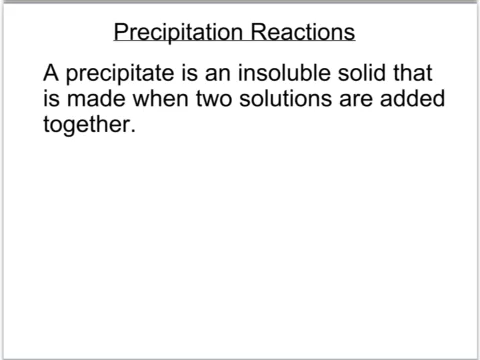 Precipitation Reactions
A precipitate is an insoluble solid that
is made when two solutions are added
together.